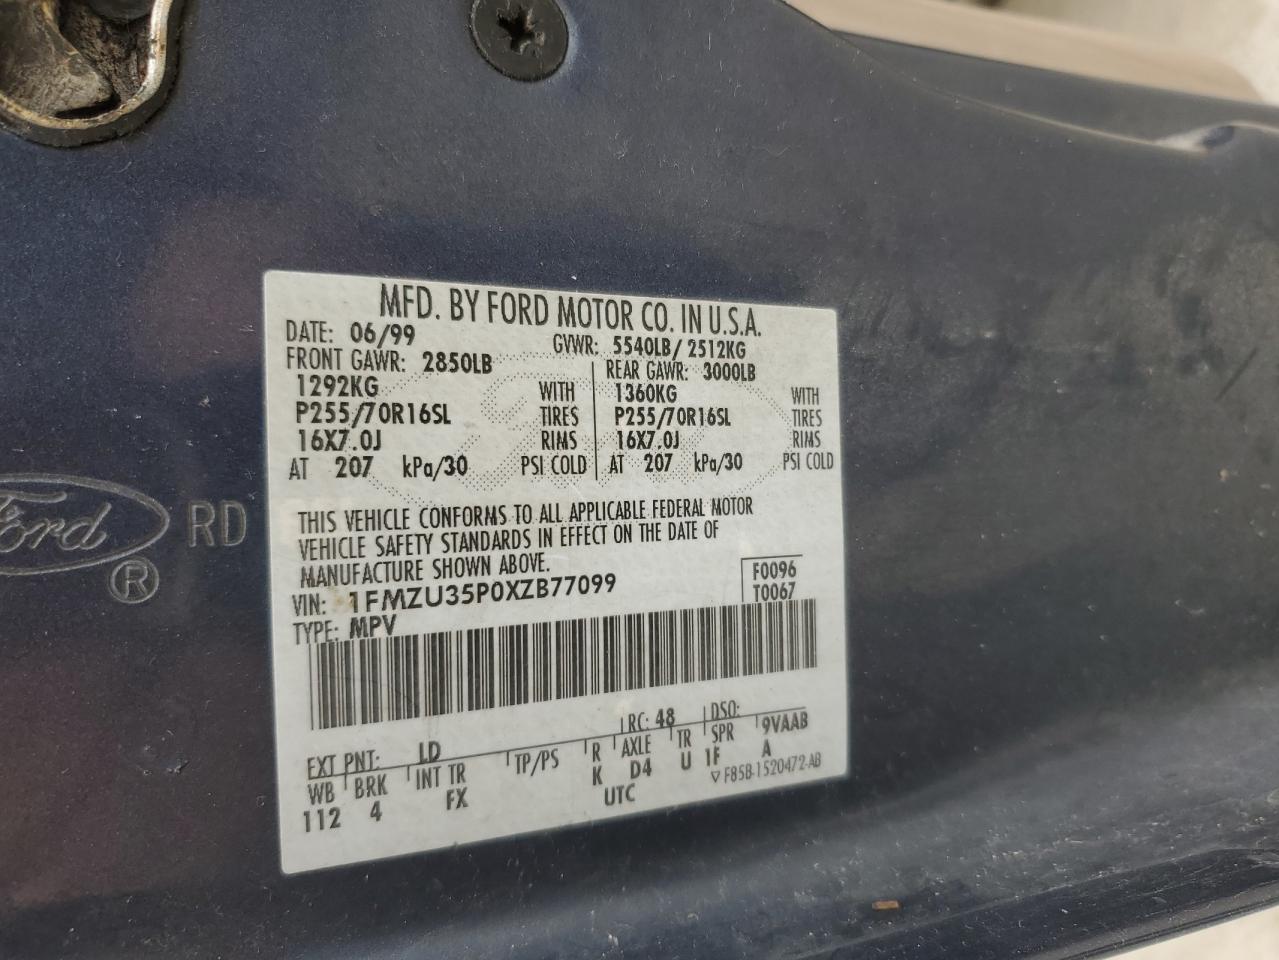 MFD. BY FORD MOTOR CO. IN U.S.A.
DATE: 06/99 GVWR: 5540LB/ 2512KG
FRONT GAWR: 2850LB REAR GAWR: 3000LB
1292KG WITH 1360KG WITH
P255/70R16SL TIRES P255/70R16SL TIRES
16X7.0J RIMS 16X7.0J RIMS
AT 207 kPa/30 PSI COLD AT 207 kPa/30 PSI COLD
THIS VEHICLE CONFORMS TO ALL APPLICABLE FEDERAL MOTOR
VEHICLE SAFETY STANDARDS IN EFFECT ON THE DATE OF
MANUFACTURE SHOWN ABOVE.
VIN: 1FMZU35P0XZB77099
F0096
T0067
TYPE: MPV
EXT PNT: LD RC: 48 DSO:
WB BRK INT TR TP/PS R AXLE TR SPR 9VAAB
112 4 FX K D4 U 1F A
UTC ▽F85B-1520472-AB
Ford ® RD